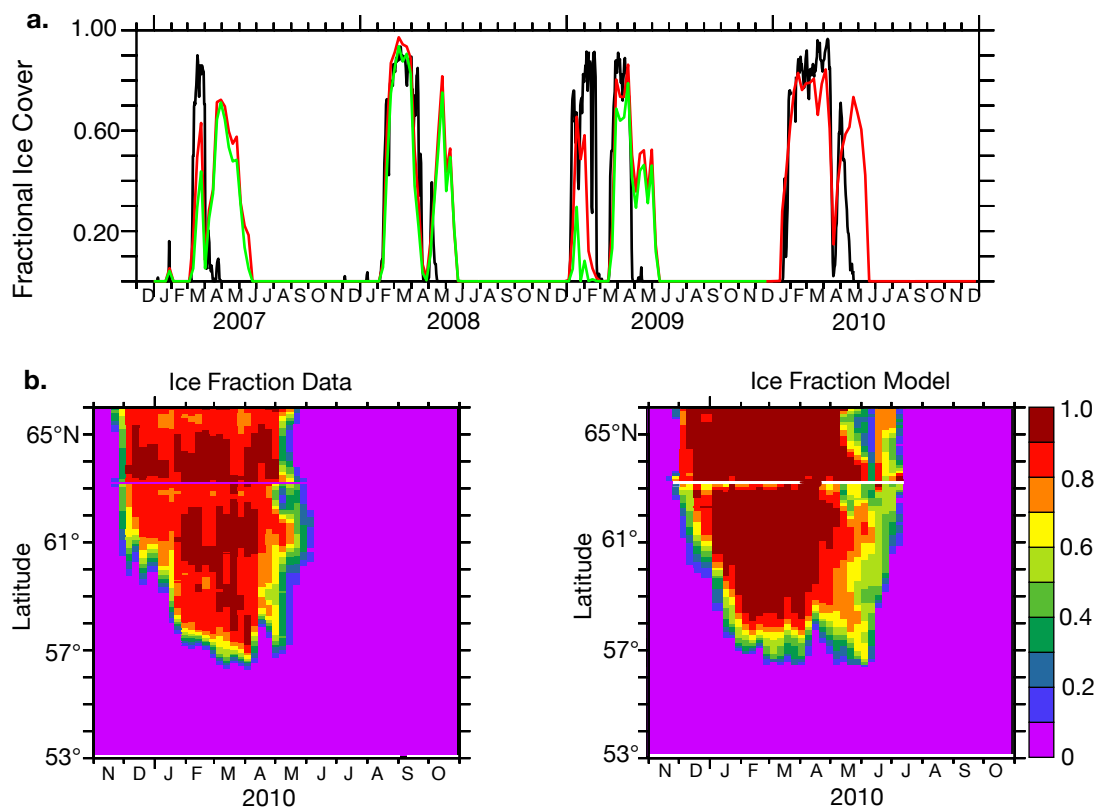 a.
1.00
0.60
0.20
Fractional Ice Cover
D J F M A M J J A S O N D J F M A M J J A S O N D J F M A M J J A S O N D J F M A M J J A S O N D
2007 2008 2009 2010
b.
Ice Fraction Data
65°N
61°
57°
53°
Latitude
N D J F M A M J J A S O
2010
Ice Fraction Model
65°N
61°
57°
53°
Latitude
N D J F M A M J J A S O
2010
1.0
0.8
0.6
0.4
0.2
0